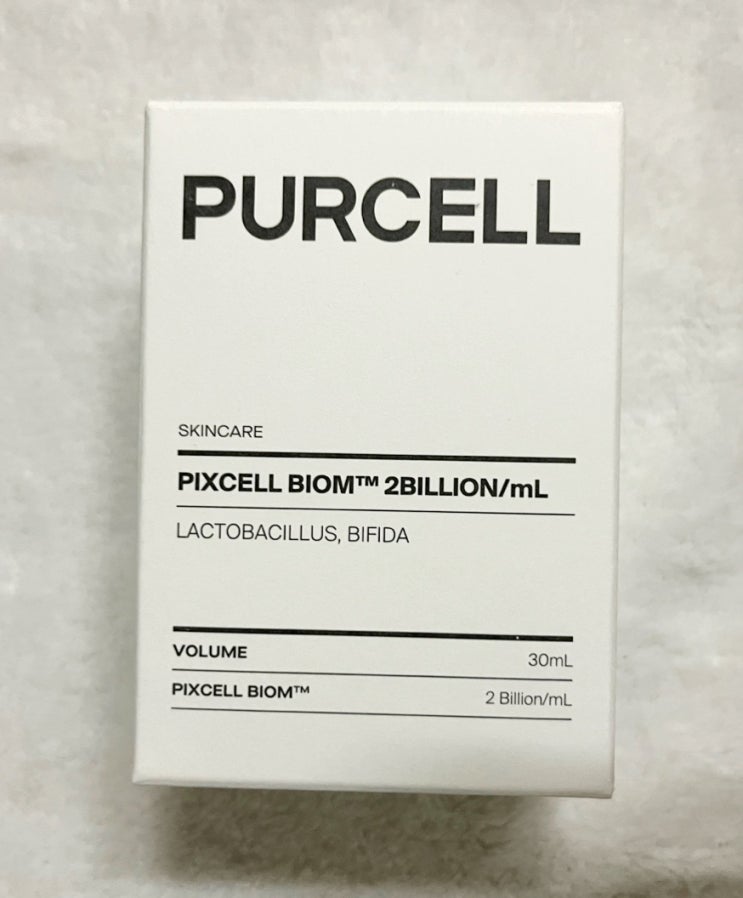 PURCELL
SKINCARE
PIXCELL BIOM™ 2BILLION/mL
LACTOBACILLUS, BIFIDA
VOLUME 30mL
PIXCELL BIOM™ 2 Billion/mL